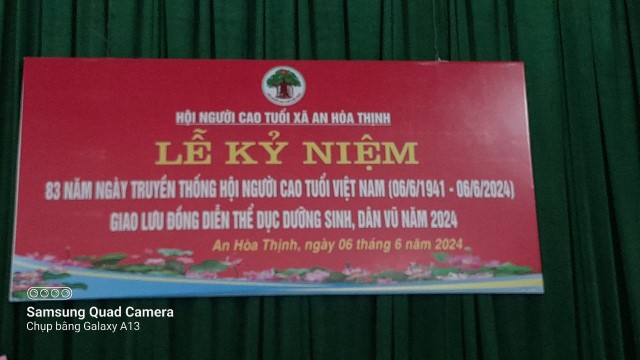 HỘI NGƯỜI CAO TUỔI XÃ AN HÒA THỊNH
LỄ KỶ NIỆM
83 NĂM NGÀY TRUYỀN THỐNG HỘI NGƯỜI CAO TUỔI VIỆT NAM (06/6/1941 - 06/6/2024)
GIAO LƯU ĐỒNG DIỄN THỂ DỤC DƯỠNG SINH, DÂN VŨ NĂM 2024
An Hòa Thịnh, ngày 06 tháng 6 năm 2024
Samsung Quad Camera
Chụp bằng Galaxy A13